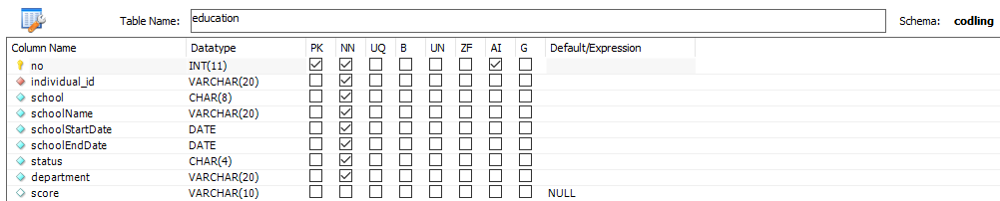 Table Name: education Schema: codling
Column Name Datatype PK NN UQ B UN ZF AI G Default/Expression
no INT(11)
individual_id VARCHAR(20)
school CHAR(8)
schoolName VARCHAR(20)
schoolStartDate DATE
schoolEndDate DATE
status CHAR(4)
department VARCHAR(20)
score VARCHAR(10) NULL